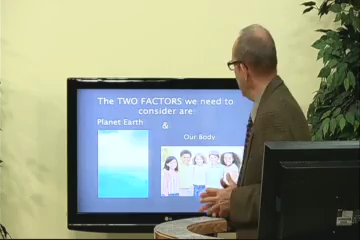 The TWO FACTORS we need to
consider are:
Planet Earth
&
Our Body
LG